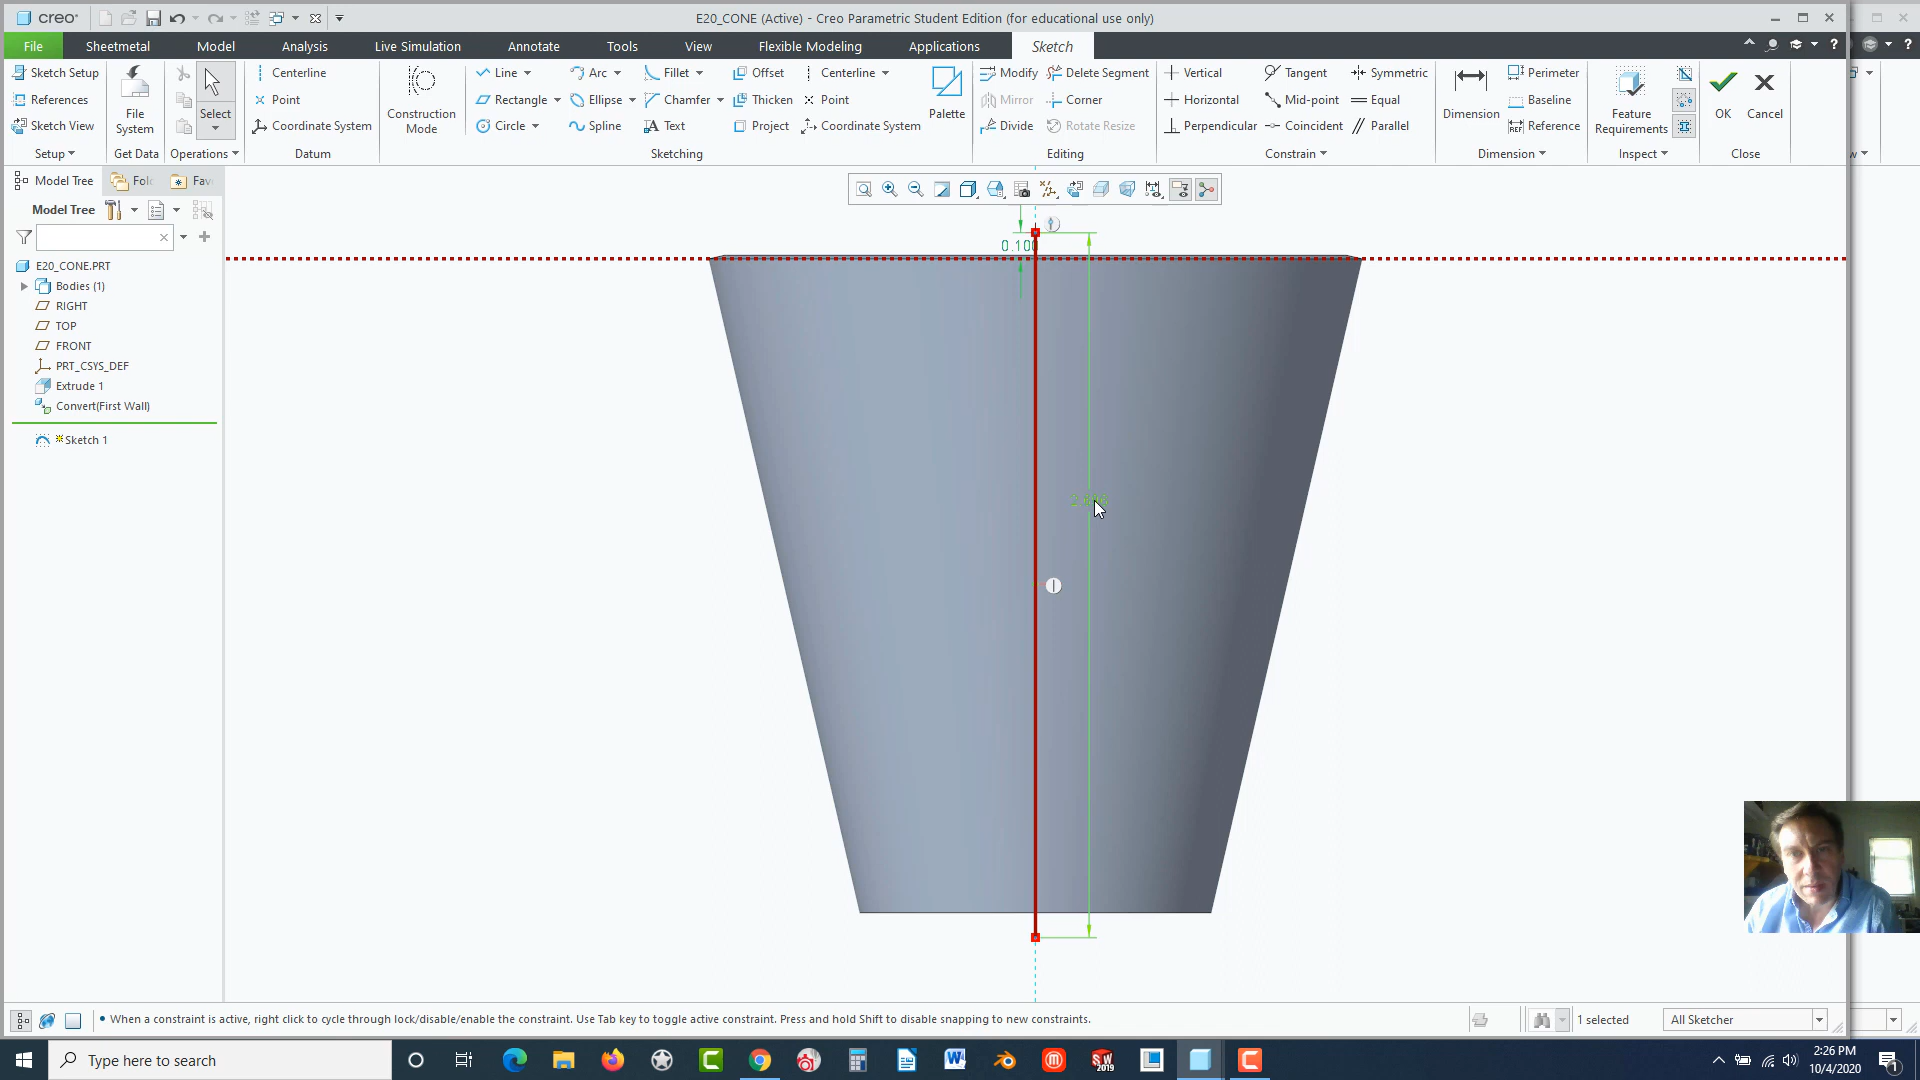 creo
E20_CONE (Active) - Creo Parametric Student Edition (for educational use only)
File Sheetmetal Model Analysis Live Simulation Annotate Tools View Flexible Modeling Applications Sketch
Sketch Setup
References
Sketch View
Setup
File System
Get Data
Select
Operations
Centerline
Point
Coordinate System
Datum
Construction Mode
Line Arc Fillet Offset Centerline
Rectangle Ellipse Chamfer Thicken Point
Circle Spline Text Project Coordinate System
Palette
Sketching
Modify Delete Segment
Mirror Corner
Divide Rotate Resize
Editing
Vertical Tangent Symmetric
Horizontal Mid-point Equal
Perpendicular Coincident Parallel
Constrain
Dimension
Perimeter
Baseline
Reference
Dimension
Feature Requirements
Inspect
OK Cancel
Close
Model Tree Fol Fav
Model Tree
E20_CONE.PRT
Bodies (1)
RIGHT
TOP
FRONT
PRT_CSYS_DEF
Extrude 1
Convert(First Wall)
Sketch 1
0.100
When a constraint is active, right click to cycle through lock/disable/enable the constraint. Use Tab key to toggle active constraint. Press and hold Shift to disable snapping to new constraints.
1 selected
All Sketcher
Type here to search
2:26 PM
10/4/2020